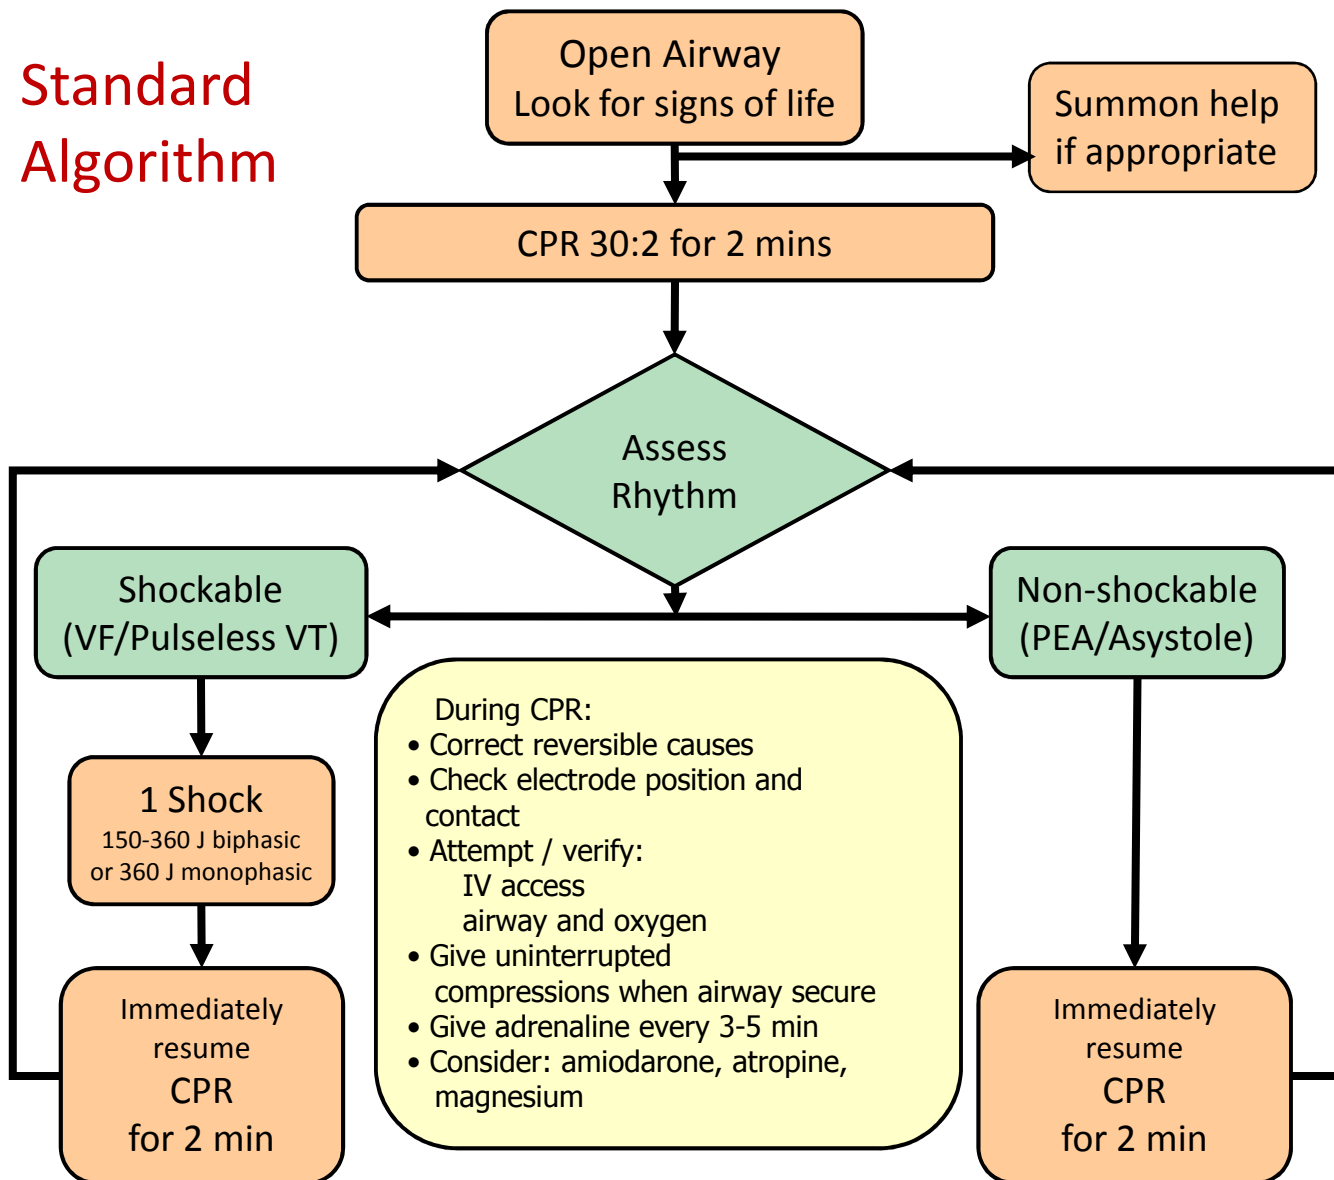 Standard
Algorithm
Open Airway
Look for signs of life
Summon help
if appropriate
CPR 30:2 for 2 mins
Assess
Rhythm
Shockable
(VF/Pulseless VT)
Non-shockable
(PEA/Asystole)
1 Shock
150-360 J biphasic
or 360 J monophasic
Immediately
resume
CPR
for 2 min
During CPR:
• Correct reversible causes
• Check electrode position and
contact
• Attempt / verify:
IV access
airway and oxygen
• Give uninterrupted
compressions when airway secure
• Give adrenaline every 3-5 min
• Consider: amiodarone, atropine,
magnesium
Immediately
resume
CPR
for 2 min